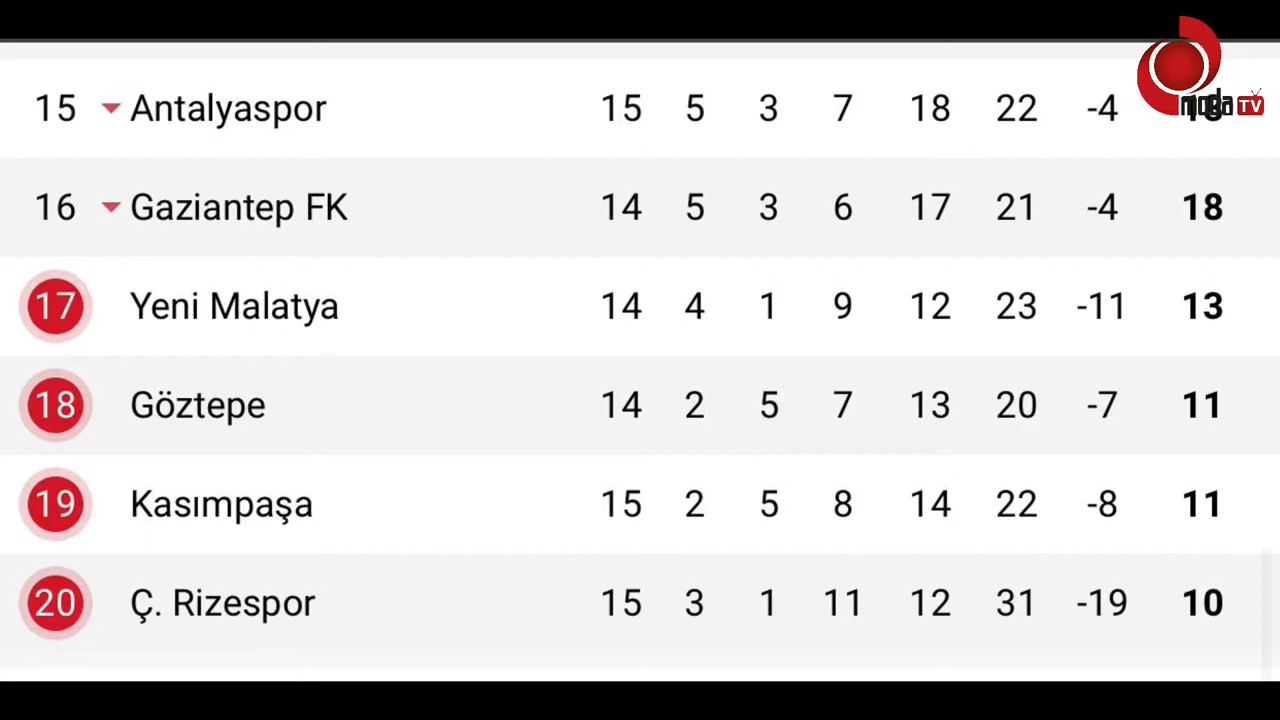 moda TV
15 Antalyaspor 15 5 3 7 18 22 -4 18
16 Gaziantep FK 14 5 3 6 17 21 -4 18
17 Yeni Malatya 14 4 1 9 12 23 -11 13
18 Göztepe 14 2 5 7 13 20 -7 11
19 Kasımpaşa 15 2 5 8 14 22 -8 11
20 Ç. Rizespor 15 3 1 11 12 31 -19 10